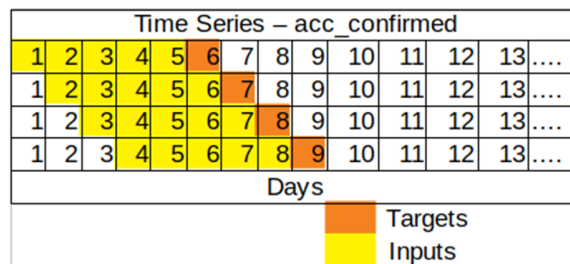 Time Series – acc_confirmed
1 2 3 4 5 6 7 8 9 10 11 12 13 ....
1 2 3 4 5 6 7 8 9 10 11 12 13 ....
1 2 3 4 5 6 7 8 9 10 11 12 13 ....
1 2 3 4 5 6 7 8 9 10 11 12 13 ....
Days
Targets
Inputs